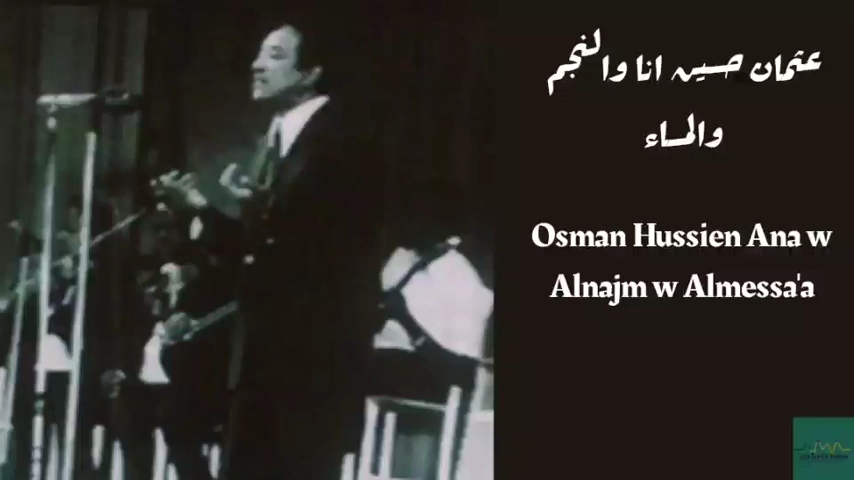 عثمان حسين انا والنجم
والمساء
Osman Hussien Ana w
Alnajm w Almessa'a